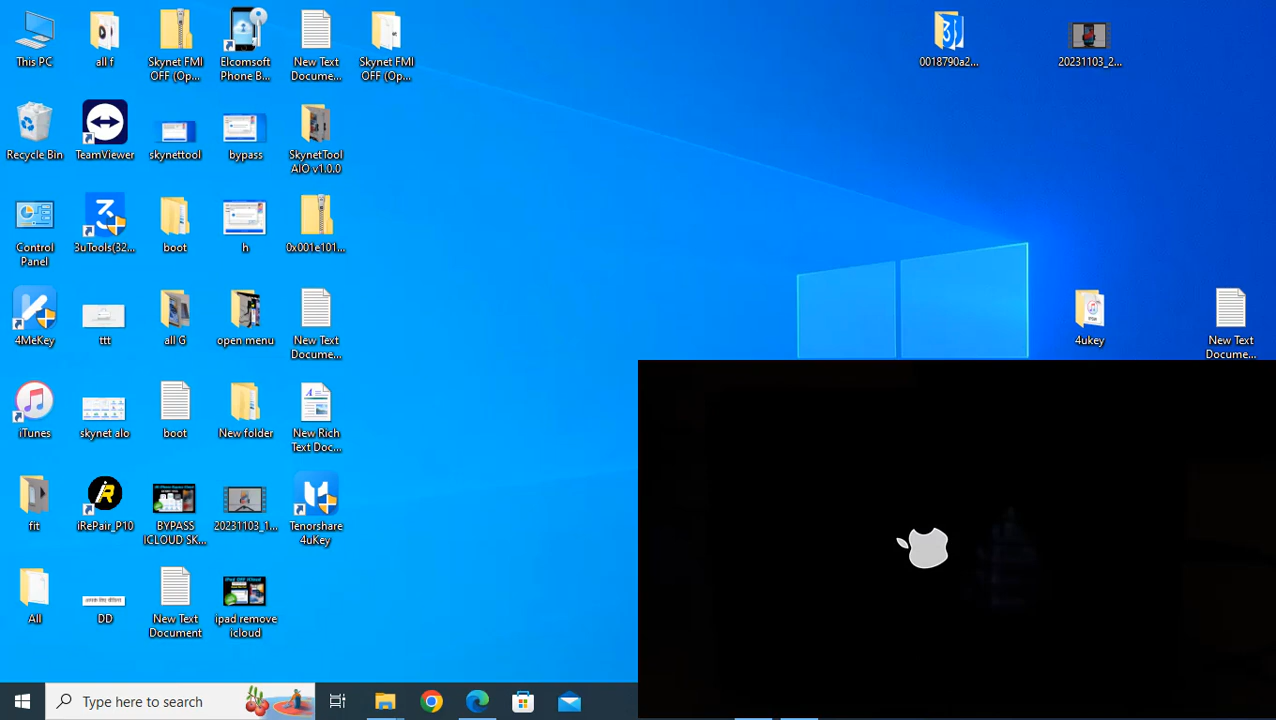 This PC
all f
Skynet FMI
OFF (Op...
Elcomsoft
Phone B...
New Text
Docume...
Skynet FMI
OFF (Op...
0018790a2...
20231103_2...
Recycle Bin
TeamViewer
skynettool
bypass
SkynetTool
AIO v1.0.0
Control
Panel
3uTools(32...
boot
h
0x001e101...
4MeKey
ttt
all G
open menu
New Text
Docume...
4ukey
New Text
Docume...
iTunes
skynet alo
boot
New folder
New Rich
Text Doc...
fit
iRePair_P10
BYPASS
ICLOUD SK...
20231103_1...
Tenorshare
4uKey
All
DD
New Text
Document
ipad remove
icloud
Type here to search